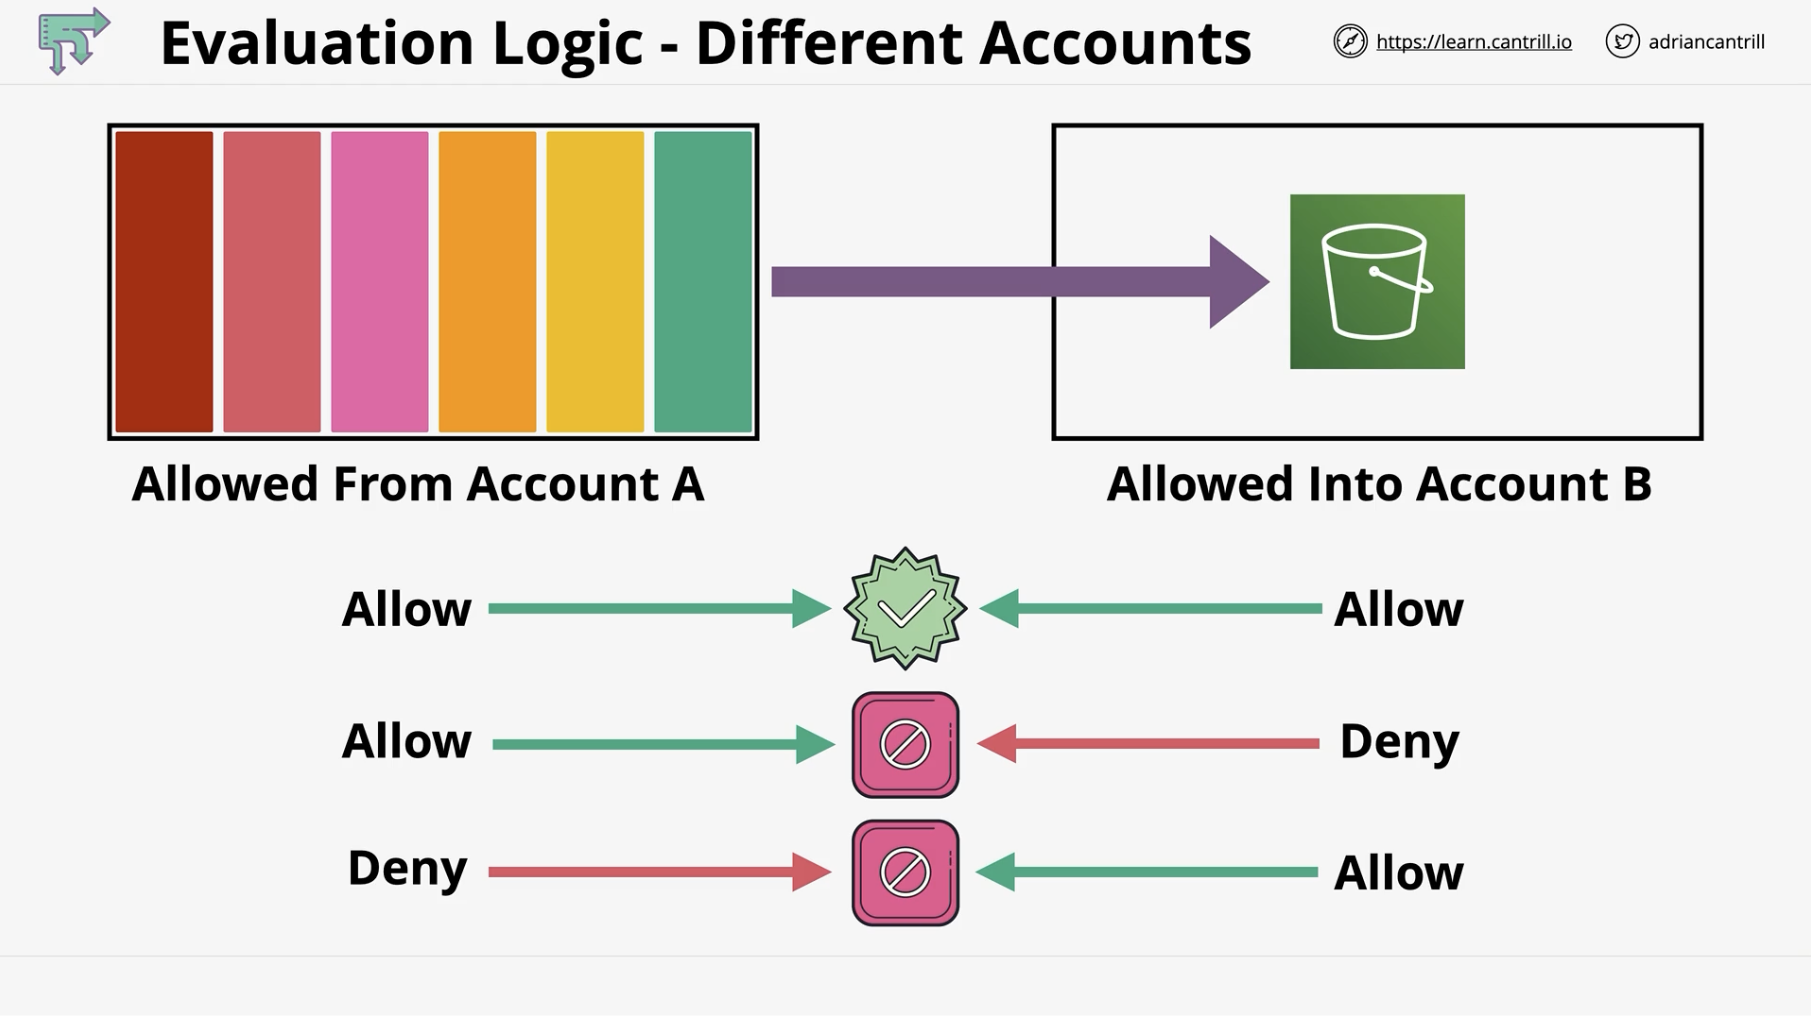 Evaluation Logic - Different Accounts
https://learn.cantrill.io
adriancantrill
Allowed From Account A
Allowed Into Account B
Allow
Allow
Allow
Deny
Deny
Allow